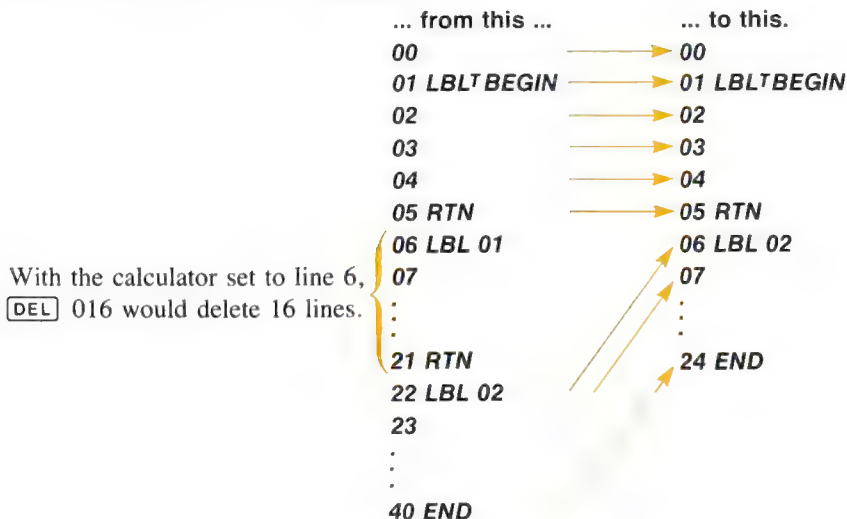 ... from this ... ... to this.
00 00
01 LBLᵀBEGIN 01 LBLᵀBEGIN
02 02
03 03
04 04
05 RTN 05 RTN
06 LBL 01 06 LBL 02
With the calculator set to line 6, 07 07
DEL 016 would delete 16 lines. . .
. .
. .
21 RTN 24 END
22 LBL 02
23
.
.
.
40 END